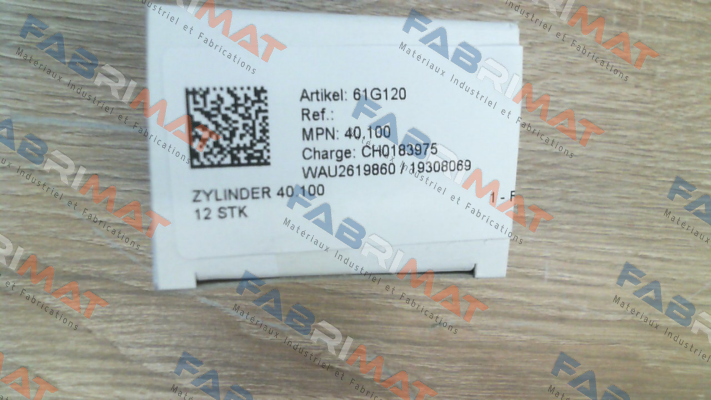 Artikel: 61G120
Ref.:
MPN: 40,100
Charge: CH0183975
WAU2619860 / 19308069
ZYLINDER 40,100
1 -
12 STK
FABRIMAT
Materiaux Industriel et Fabrications